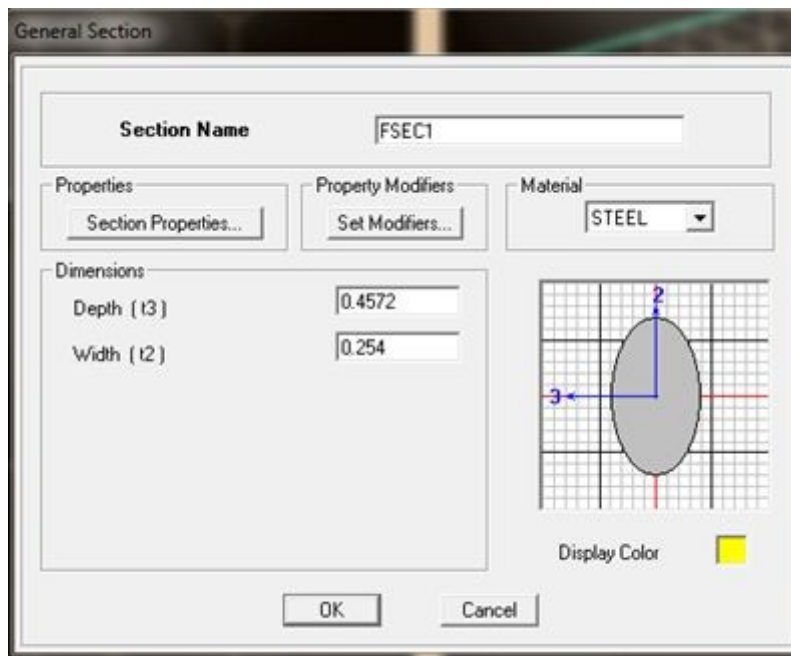 General Section
Section Name FSEC1
Properties Property Modifiers Material
Section Properties... Set Modifiers... STEEL
Dimensions
Depth ( t3 ) 0.4572
Width ( t2 ) 0.254
2
3
Display Color
OK Cancel